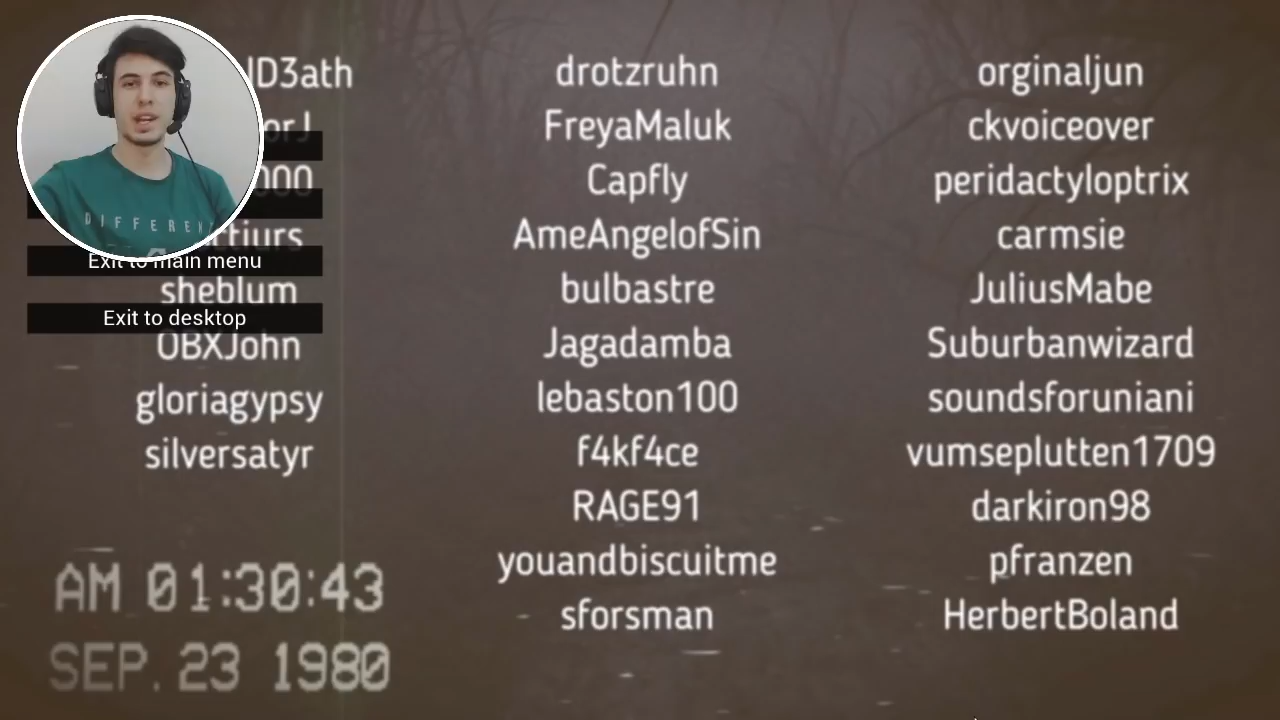 drotzruhn
FreyaMaluk
Capfly
AmeAngelofSin
bulbastre
Jagadamba
lebaston100
f4kf4ce
RAGE91
youandbiscuitme
sforsman
orginaljun
ckvoiceover
peridactyloptrix
carmsie
JuliusMabe
Suburbanwizard
soundsforuniani
vumseplutten1709
darkiron98
pfranzen
HerbertBoland
Exit to main menu
sheblum
Exit to desktop
OBXJohn
gloriagypsy
silversatyr
AM 01:30:43
SEP. 23 1980